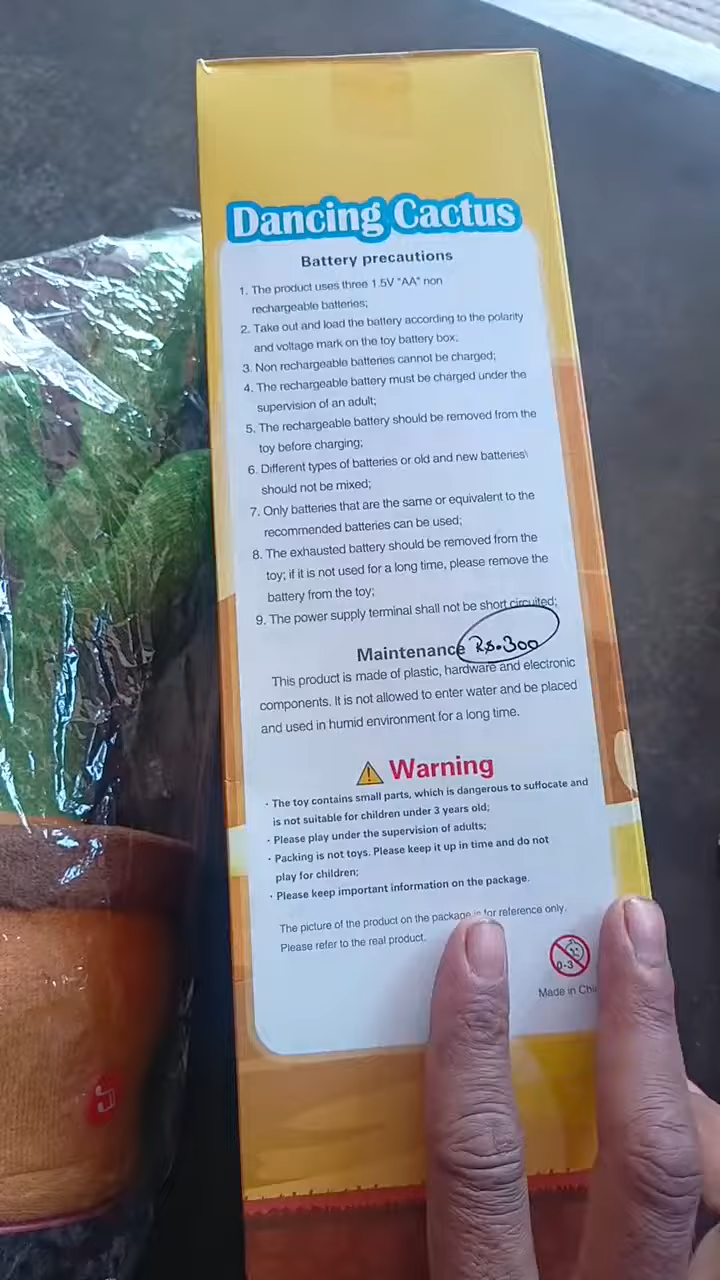 Dancing Cactus
Battery precautions
1. The product uses three 1.5V "AA" non
rechargeable batteries;
2. Take out and load the battery according to the polarity
and voltage mark on the toy battery box;
3. Non rechargeable batteries cannot be charged;
4. The rechargeable battery must be charged under the
supervision of an adult;
5. The rechargeable battery should be removed from the
toy before charging;
6. Different types of batteries or old and new batteries\
should not be mixed;
7. Only batteries that are the same or equivalent to the
recommended batteries can be used;
8. The exhausted battery should be removed from the
toy; if it is not used for a long time, please remove the
battery from the toy;
9. The power supply terminal shall not be short circuited;
Maintenance Rs.300
This product is made of plastic, hardware and electronic
components. It is not allowed to enter water and be placed
and used in humid environment for a long time.
Warning
· The toy contains small parts, which is dangerous to suffocate and
is not suitable for children under 3 years old;
· Please play under the supervision of adults;
· Packing is not toys. Please keep it up in time and do not
play for children;
· Please keep important information on the package.
The picture of the product on the package is for reference only.
Please refer to the real product.
0-3
Made in Chi